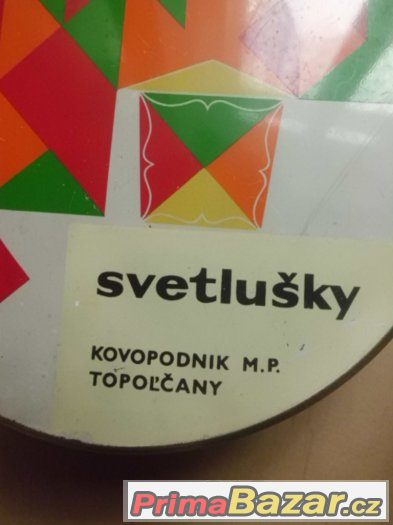 svetlušky
KOVOPODNIK M.P.
TOPOĽČANY
PrimaBazar.cz